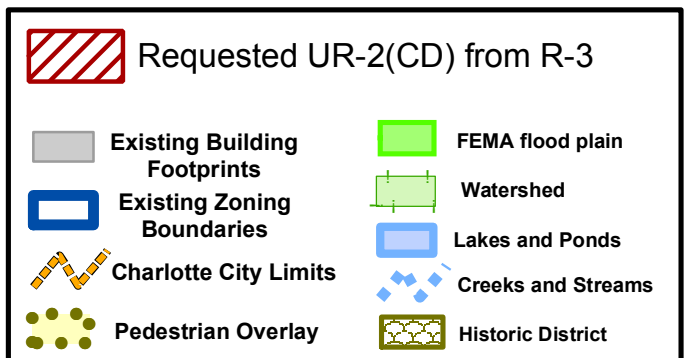 Requested UR-2(CD) from R-3
Existing Building
Footprints
Existing Zoning
Boundaries
Charlotte City Limits
Pedestrian Overlay
FEMA flood plain
Watershed
Lakes and Ponds
Creeks and Streams
Historic District